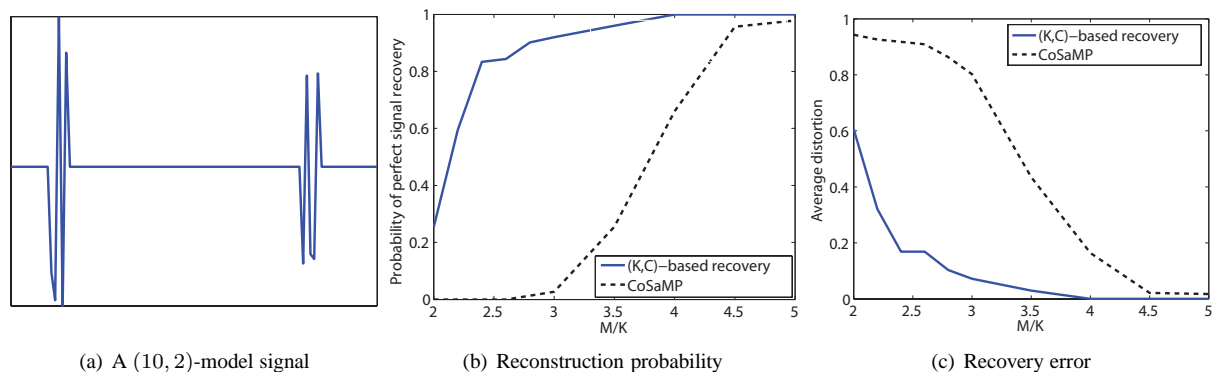 1
0.8
0.6
0.4
0.2
0
2
2.5
3
3.5
4
4.5
5
M/K
Probability of perfect signal recovery
(K,C)−based recovery
CoSaMP
1
0.8
0.6
0.4
0.2
0
2
2.5
3
3.5
4
4.5
5
M/K
Average distortion
(K,C)−based recovery
CoSaMP
(a) A (10, 2)-model signal
(b) Reconstruction probability
(c) Recovery error